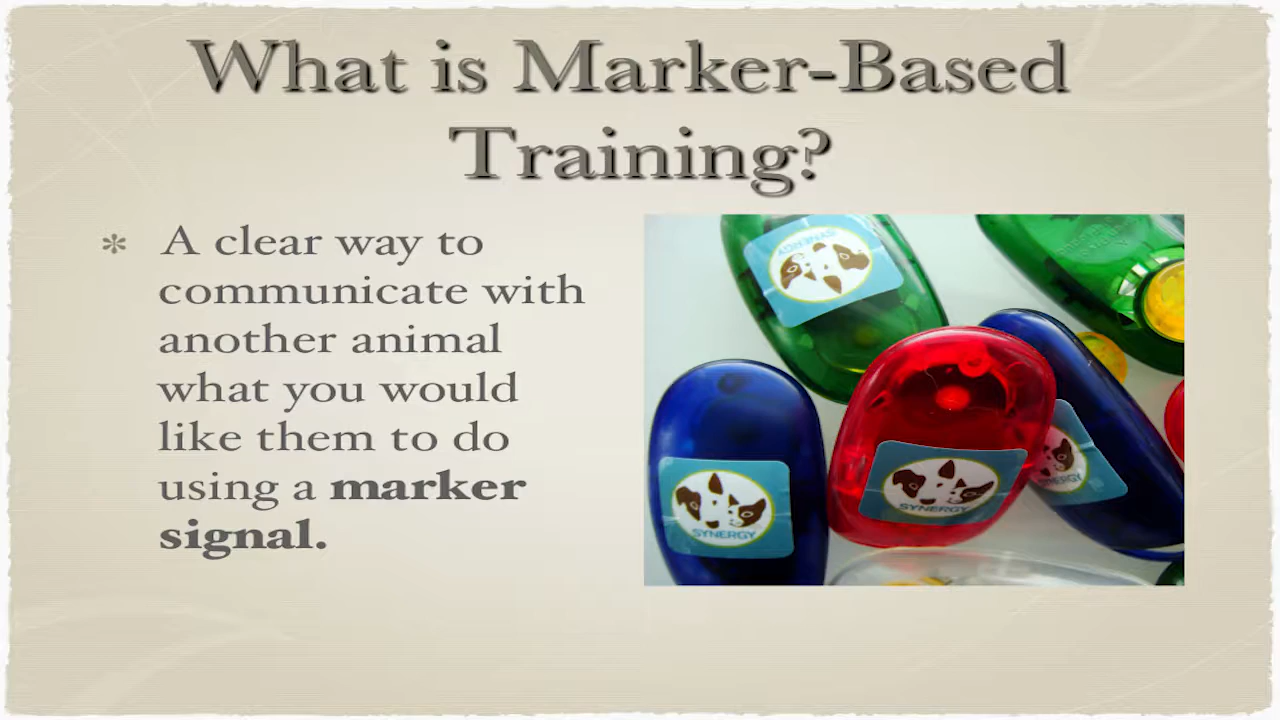 What is Marker-Based
Training?
* A clear way to
communicate with
another animal
what you would
like them to do
using a marker
signal.
SYNERGY
SYNERGY
SYNERGY
SYNERGY